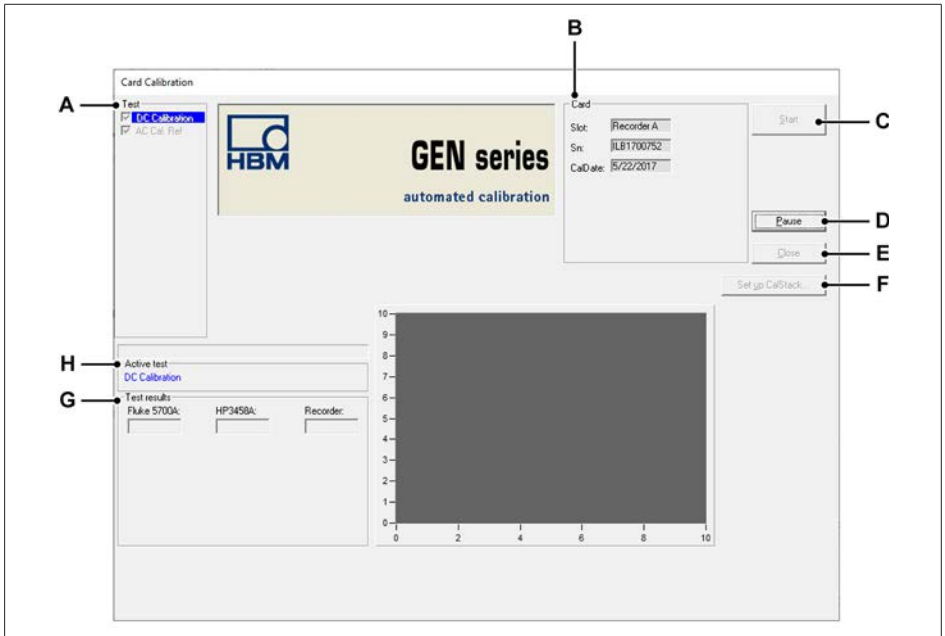 B
Card Calibration
A
Test
DC Calibration
AC Cal. Ref
HBM
GEN series
automated calibration
Card
Slot: Recorder A
Sn: ILB1700752
CalDate: 5/22/2017
Start
C
Pause
D
Close
E
Set up CalStack...
F
H
Active test
DC Calibration
G
Test results
Fluke 5700A: HP3458A: Recorder:
10
9
8
7
6
5
4
3
2
1
0
0 2 4 6 8 10